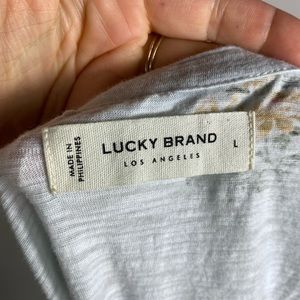 MADE IN
PHILIPPINES
LUCKY BRAND
LOS ANGELES
L